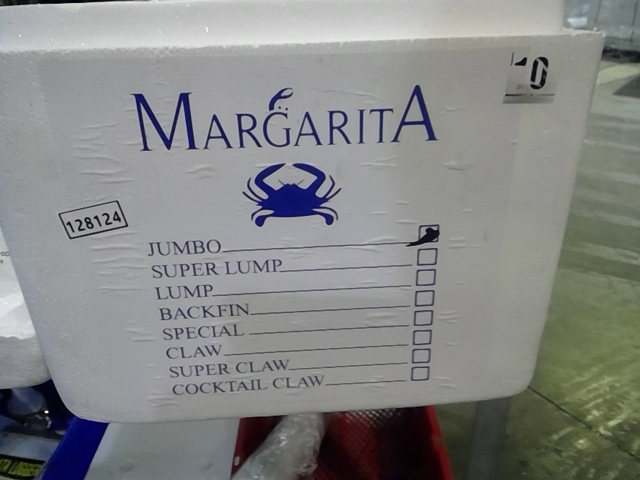 10
MARGARITA
128124
JUMBO
SUPER LUMP
LUMP
BACKFIN
SPECIAL
CLAW
SUPER CLAW
COCKTAIL CLAW